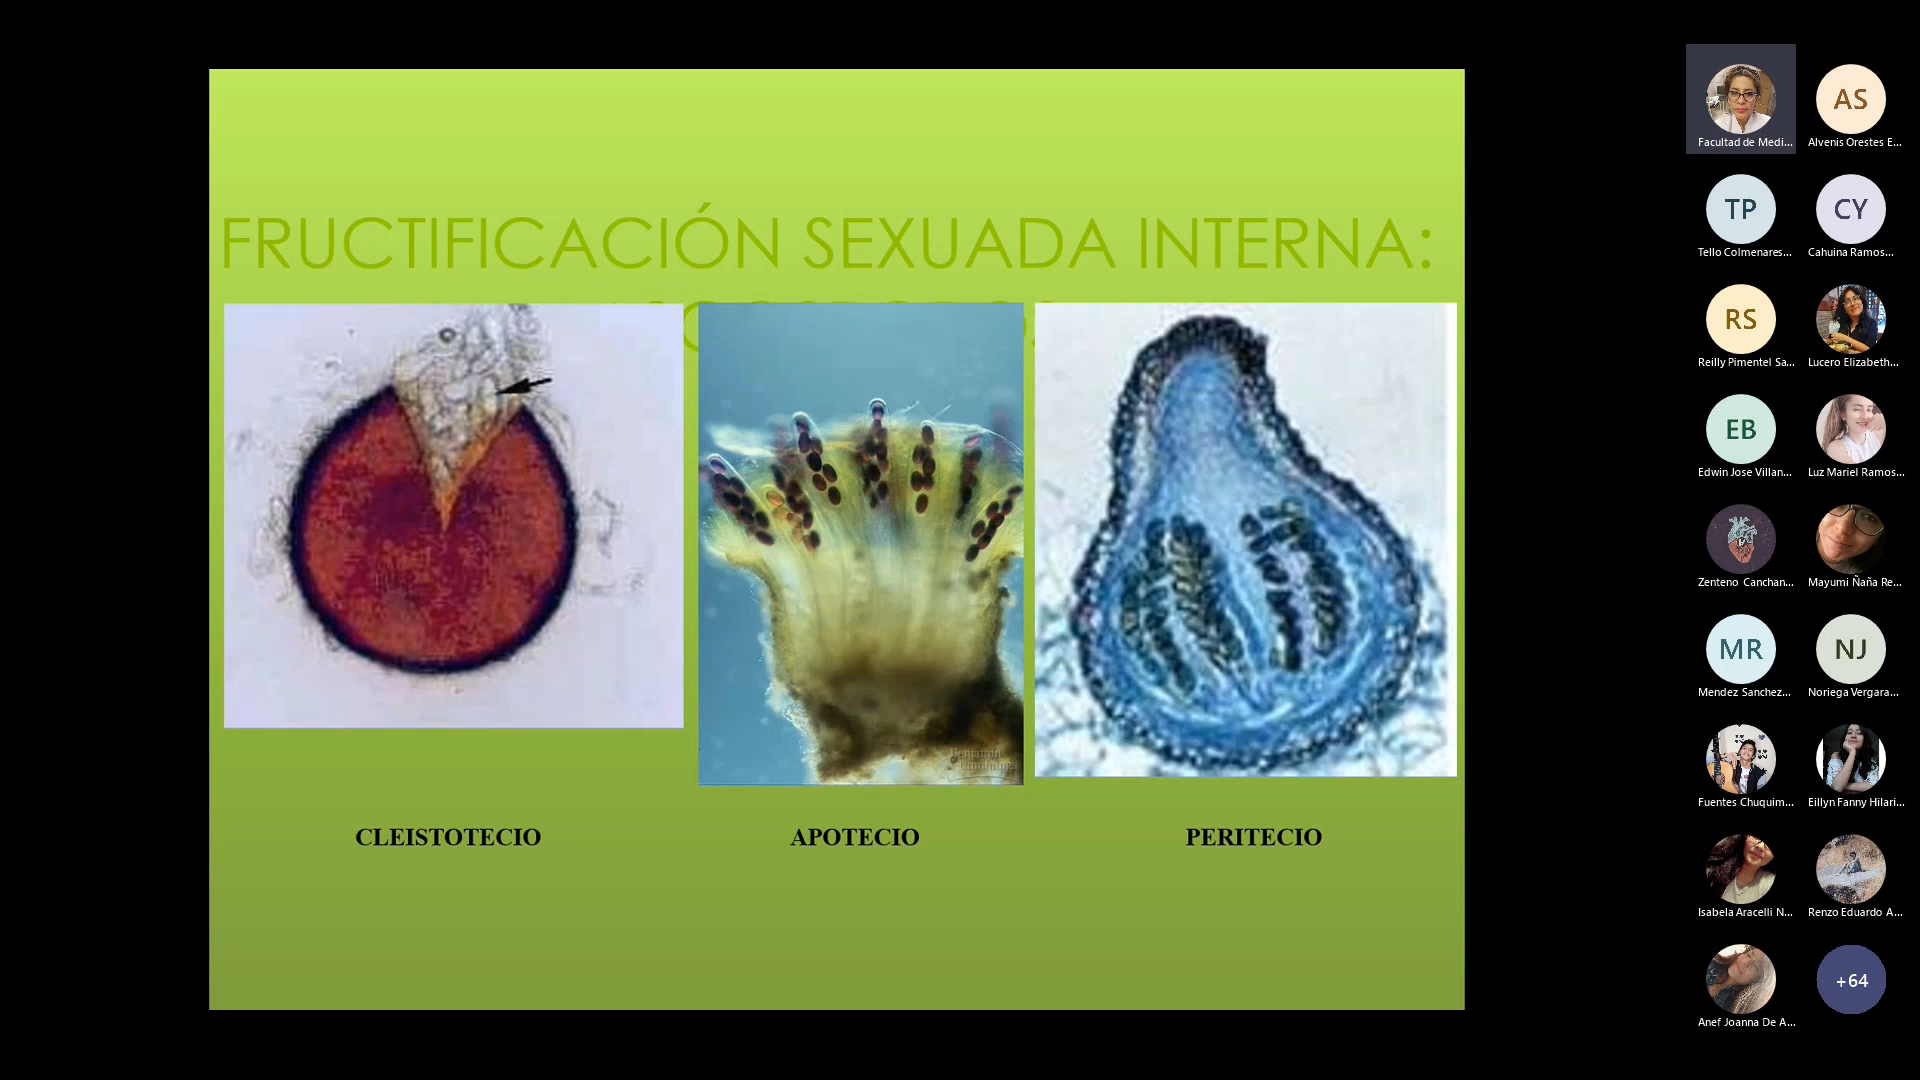 FRUCTIFICACIÓN SEXUADA INTERNA:
CLEISTOTECIO
APOTECIO
PERITECIO
Benjamin
Facultad de Medi...
AS
Alvenis Orestes E...
TP
Tello Colmenares...
CY
Cahuina Ramos...
RS
Reilly Pimentel Sa...
Lucero Elizabeth...
EB
Edwin Jose Villan...
Luz Mariel Ramos...
Zenteno Canchan...
Mayumi Ñaña Re...
MR
Mendez Sanchez...
NJ
Noriega Vergara...
Fuentes Chuquim...
Eillyn Fanny Hilari...
Isabela Aracelli N...
Renzo Eduardo A...
Anef Joanna De A...
+64